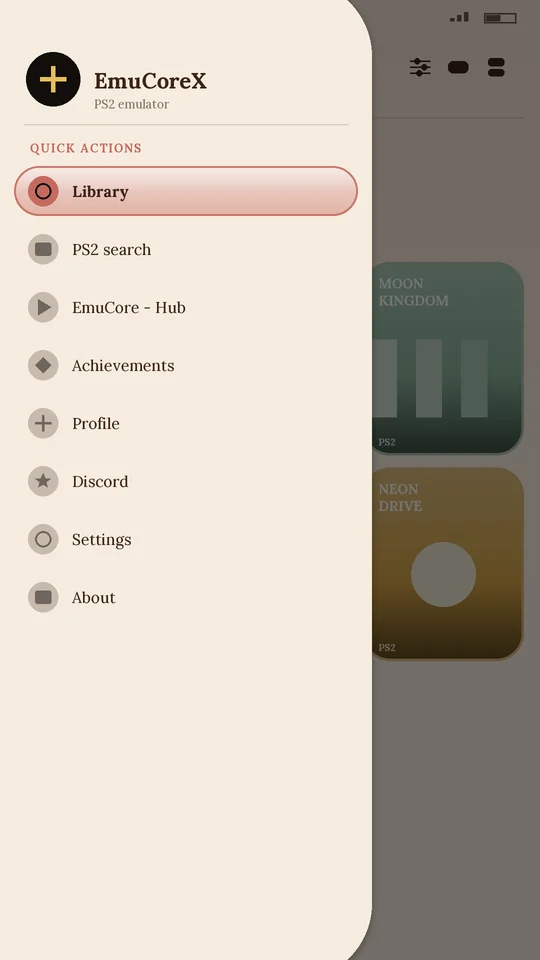 EmuCoreX
PS2 emulator
QUICK ACTIONS
Library
PS2 search
EmuCore - Hub
Achievements
Profile
Discord
Settings
About
MOON
KINGDOM
PS2
NEON
DRIVE
PS2